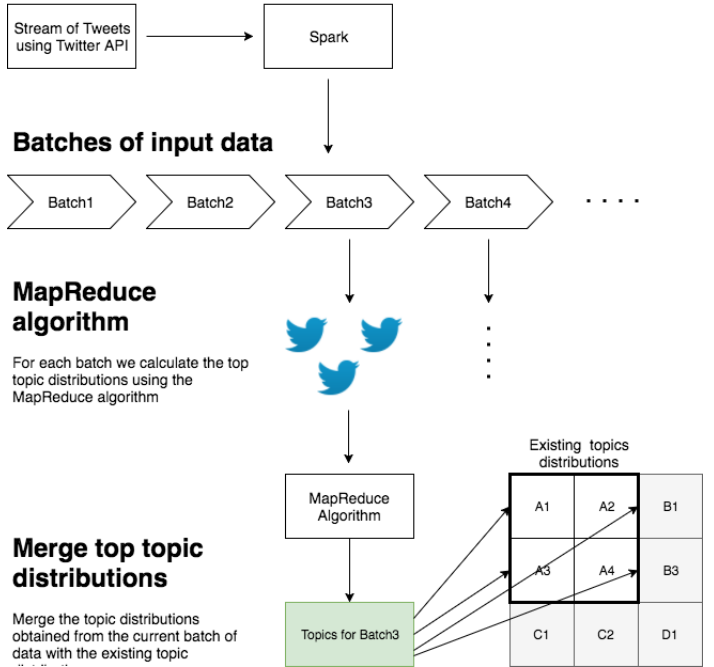 Stream of Tweets
using Twitter API
Spark
Batches of input data
Batch1
Batch2
Batch3
Batch4
. . . .
MapReduce
algorithm
For each batch we calculate the top
topic distributions using the
MapReduce algorithm
Existing topics
distributions
MapReduce
Algorithm
A1
A2
B1
Merge top topic
distributions
A3
A4
B3
Merge the topic distributions
obtained from the current batch of
data with the existing topic
Topics for Batch3
C1
C2
D1